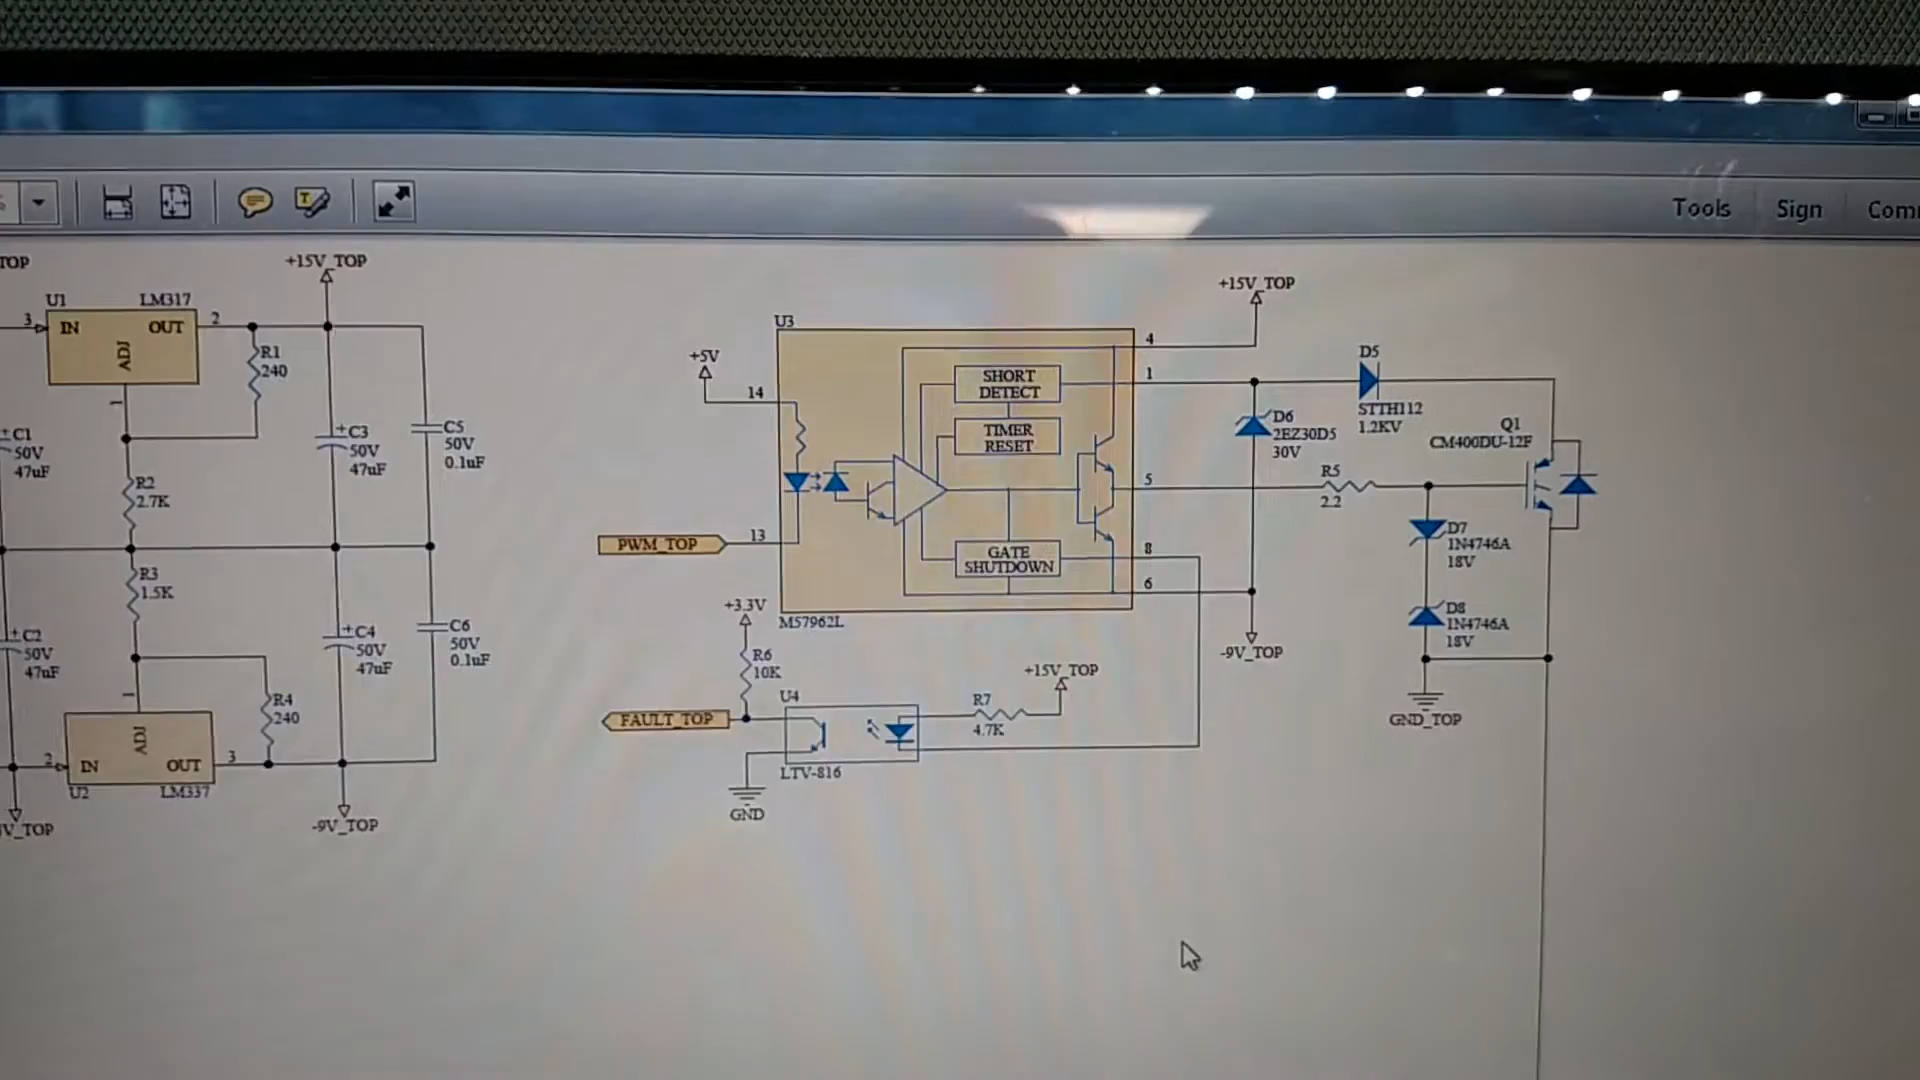 Tools
Sign
Com
TOP
+15V_TOP
U1
LM317
3
IN
OUT
2
ADJ
1
R1
240
C1
50V
47uF
+
C3
50V
47uF
C5
50V
0.1uF
R2
2.7K
R3
1.5K
+
C2
50V
47uF
+
C4
50V
47uF
C6
50V
0.1uF
1
R4
240
ADJ
2
IN
OUT
3
U2
LM337
V_TOP
-9V_TOP
U3
+5V
14
SHORT
DETECT
TIMER
RESET
GATE
SHUTDOWN
PWM_TOP
13
M57962L
4
1
5
8
6
+15V_TOP
D5
STTH112
1.2KV
D6
2EZ30D5
30V
-9V_TOP
R5
2.2
Q1
CM400DU-12F
D7
1N4746A
18V
D8
1N4746A
18V
GND_TOP
+3.3V
R6
10K
FAULT_TOP
U4
LTV-816
GND
R7
4.7K
+15V_TOP